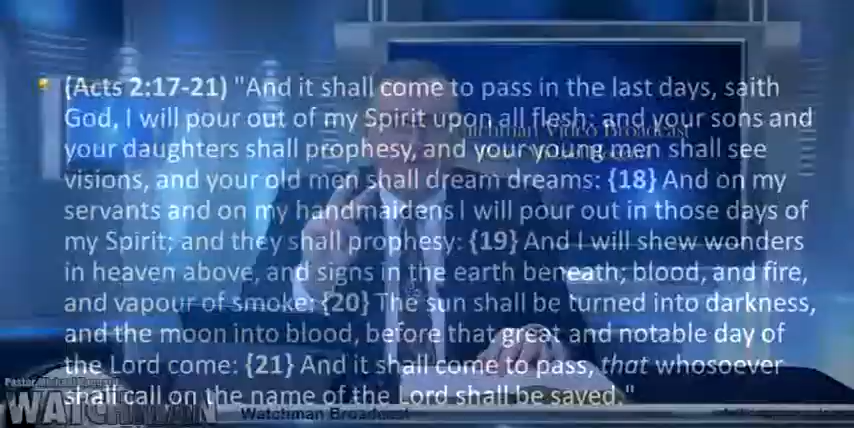 (Acts 2:17-21) "And it shall come to pass in the last days, saith
God, I will pour out of my Spirit upon all flesh: and your sons and
your daughters shall prophesy, and your young men shall see
visions, and your old men shall dream dreams: {18} And on my
servants and on my handmaidens I will pour out in those days of
my Spirit; and they shall prophesy: {19} And I will shew wonders
in heaven above, and signs in the earth beneath; blood, and fire,
and vapour of smoke: {20} The sun shall be turned into darkness,
and the moon into blood, before that great and notable day of
the Lord come: {21} And it shall come to pass, that whosoever
shall call on the name of the Lord shall be saved."
Watchman Video Broadcast
Pastor Michael
WATCHMAN
Watchman Broadcast